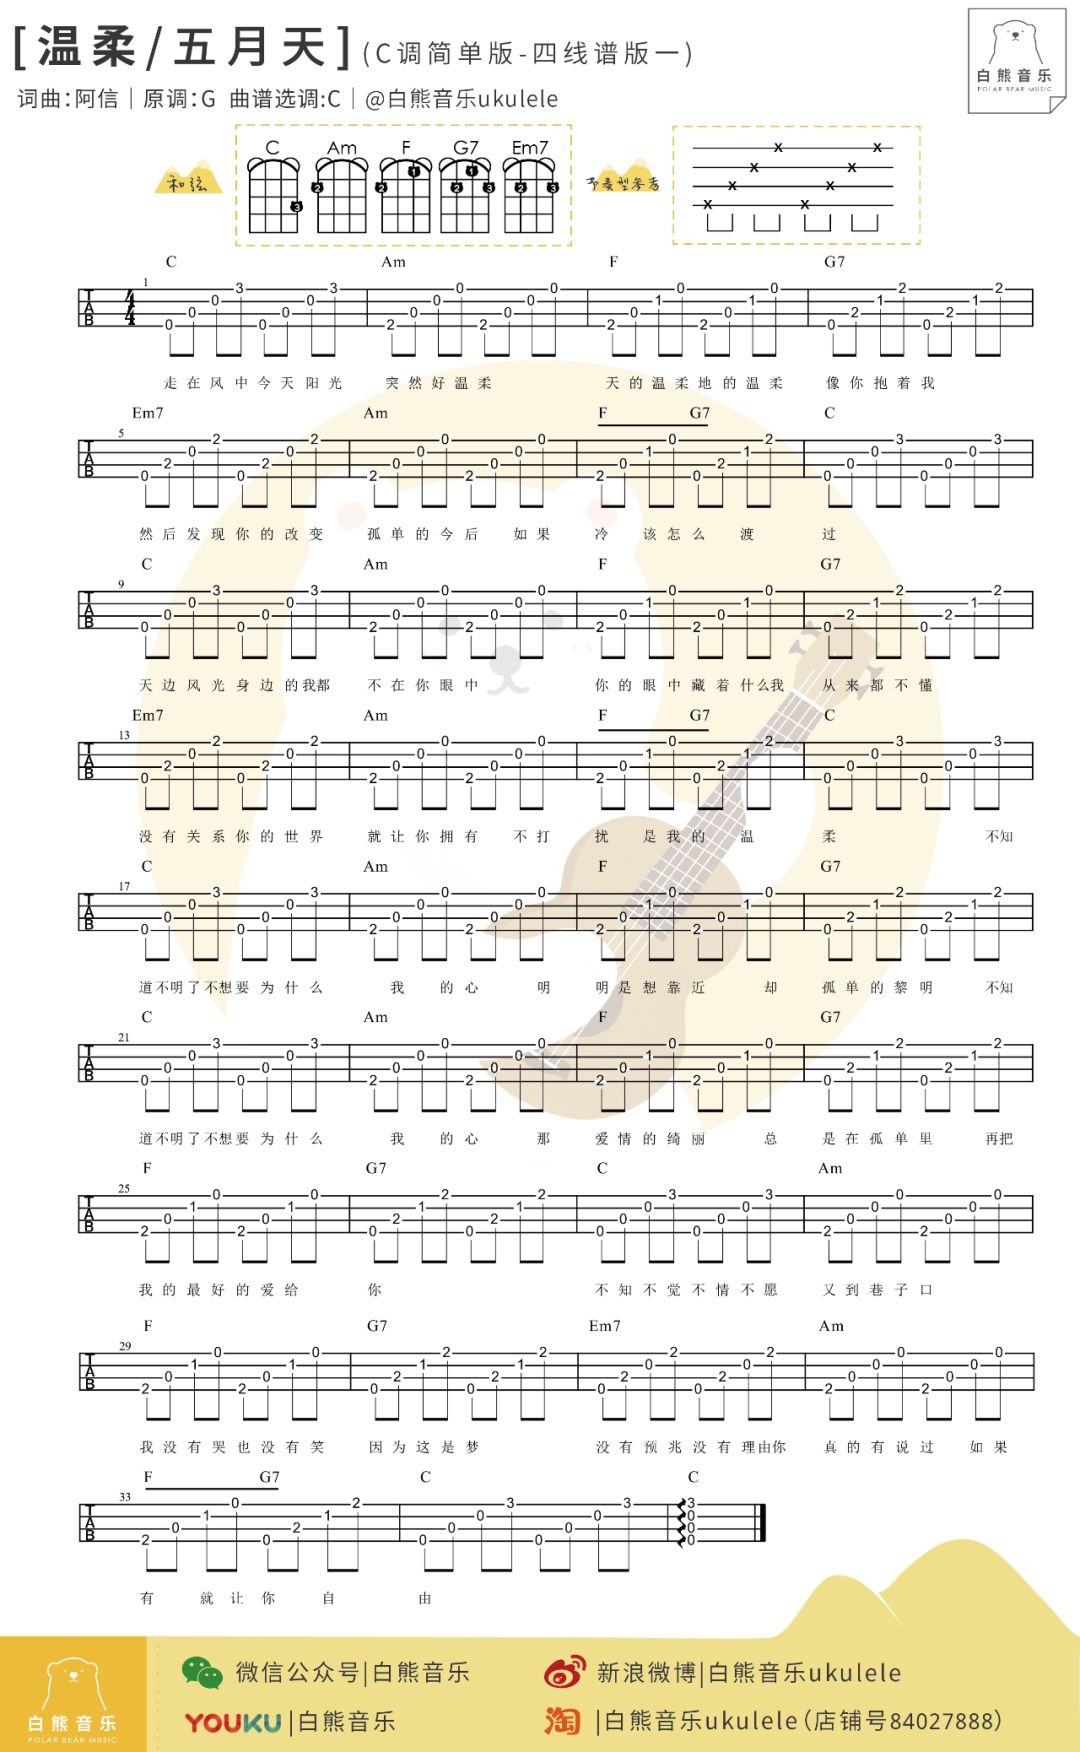 [温柔/五月天](C调简单版-四线谱版一)
白熊音乐
POLAR BEAR MUSIC
词曲:阿信｜原调:G 曲谱选调:C｜@白熊音乐ukulele
和弦
C Am F G7 Em7
节奏型参考
C Am F G7
走在风中今天阳光 突然好温柔 天的温柔地的温柔 像你抱着我
Em7 Am F G7 C
然后发现你的改变 孤单的今后 如果 冷 该怎么 渡 过
C Am F G7
天边风光身边的我都 不在你眼中 你的眼中藏着什么我 从来都不懂
Em7 Am F G7 C
没有关系你的世界 就让你拥有 不打 扰 是我的 温 柔 不知
C Am F G7
道不明了不想要为什么 我 的心 明 明是想靠近 却 孤单的黎明 不知
C Am F G7
道不明了不想要为什么 我 的心 那 爱情的绮丽 总 是在孤单里 再把
F G7 C Am
我的最好的爱给 你 不知不觉不情不愿 又到巷子口
F G7 Em7 Am
我没有哭也没有笑 因为这是梦 没有预兆没有理由你 真的有说过 如果
F G7 C C
有 就让你 自 由
白熊音乐
POLAR BEAR MUSIC
微信公众号|白熊音乐
新浪微博|白熊音乐ukulele
YOUKU|白熊音乐
淘|白熊音乐ukulele(店铺号84027888)